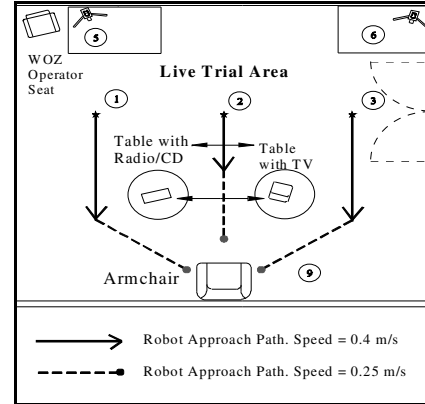 5
6
WOZ
Operator
Seat
Live Trial Area
1
2
3
Table with
Radio/CD
Table
with TV
Armchair
9
Robot Approach Path. Speed = 0.4 m/s
Robot Approach Path. Speed = 0.25 m/s